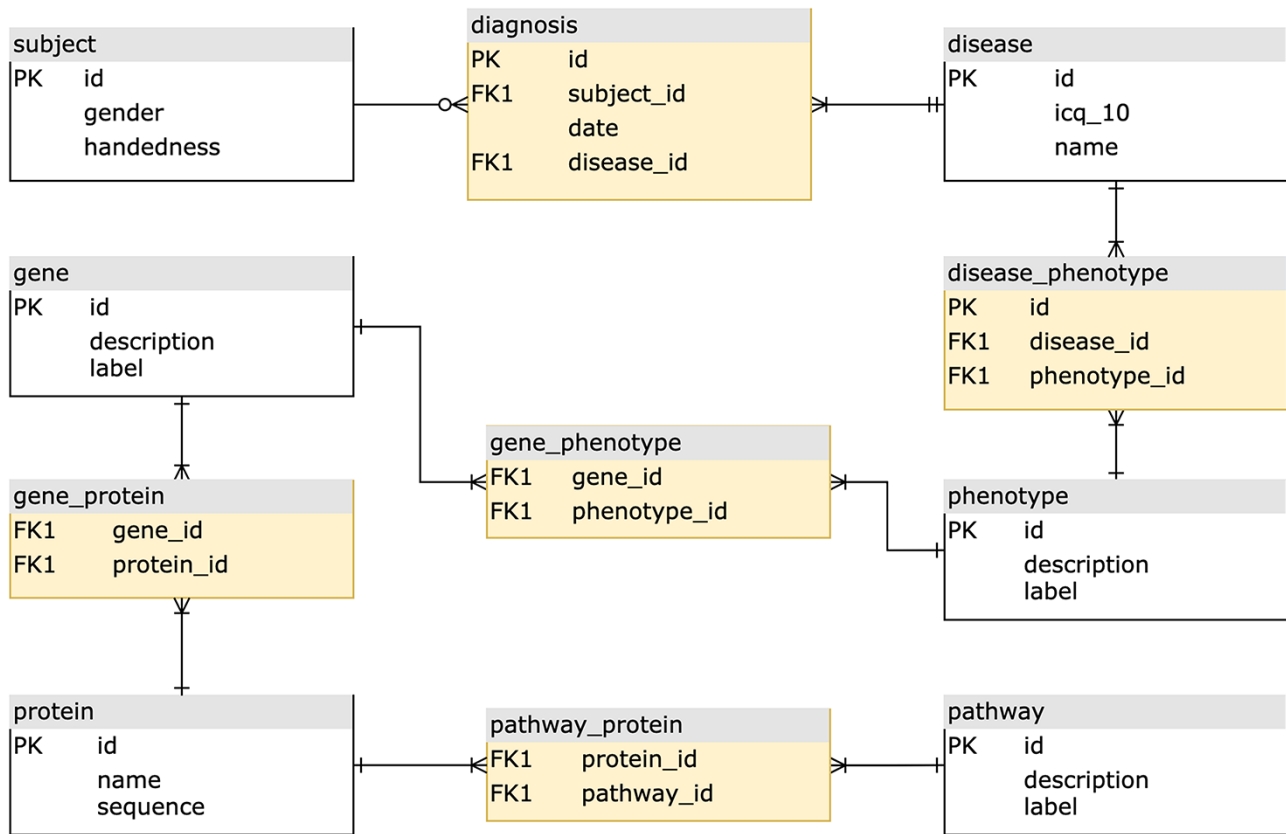 subject
PK id
gender
handedness
diagnosis
PK id
FK1 subject_id
date
FK1 disease_id
disease
PK id
icq_10
name
gene
PK id
description
label
disease_phenotype
PK id
FK1 disease_id
FK1 phenotype_id
gene_phenotype
FK1 gene_id
FK1 phenotype_id
gene_protein
FK1 gene_id
FK1 protein_id
phenotype
PK id
description
label
protein
PK id
name
sequence
pathway_protein
FK1 protein_id
FK1 pathway_id
pathway
PK id
description
label